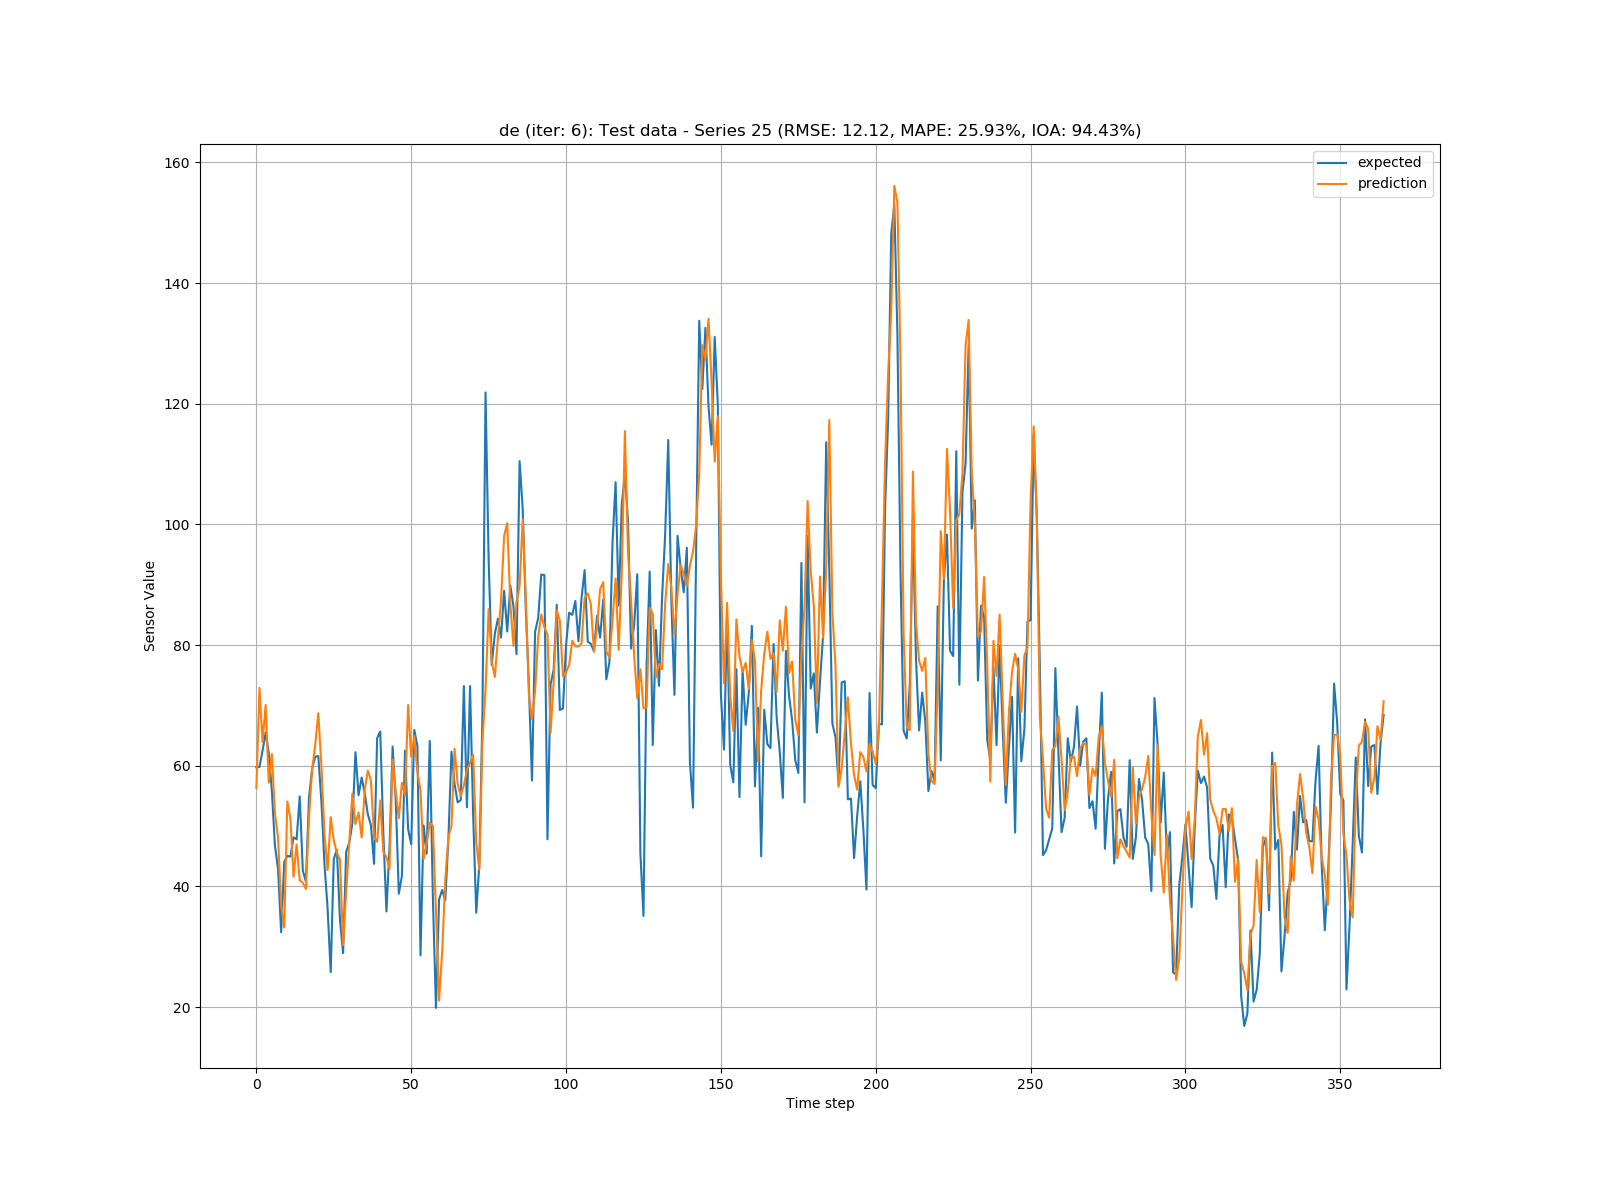 de (iter: 6): Test data - Series 25 (RMSE: 12.12, MAPE: 25.93%, IOA: 94.43%)
expected
prediction
160
140
120
100
80
60
40
20
Sensor Value
0 50 100 150 200 250 300 350
Time step